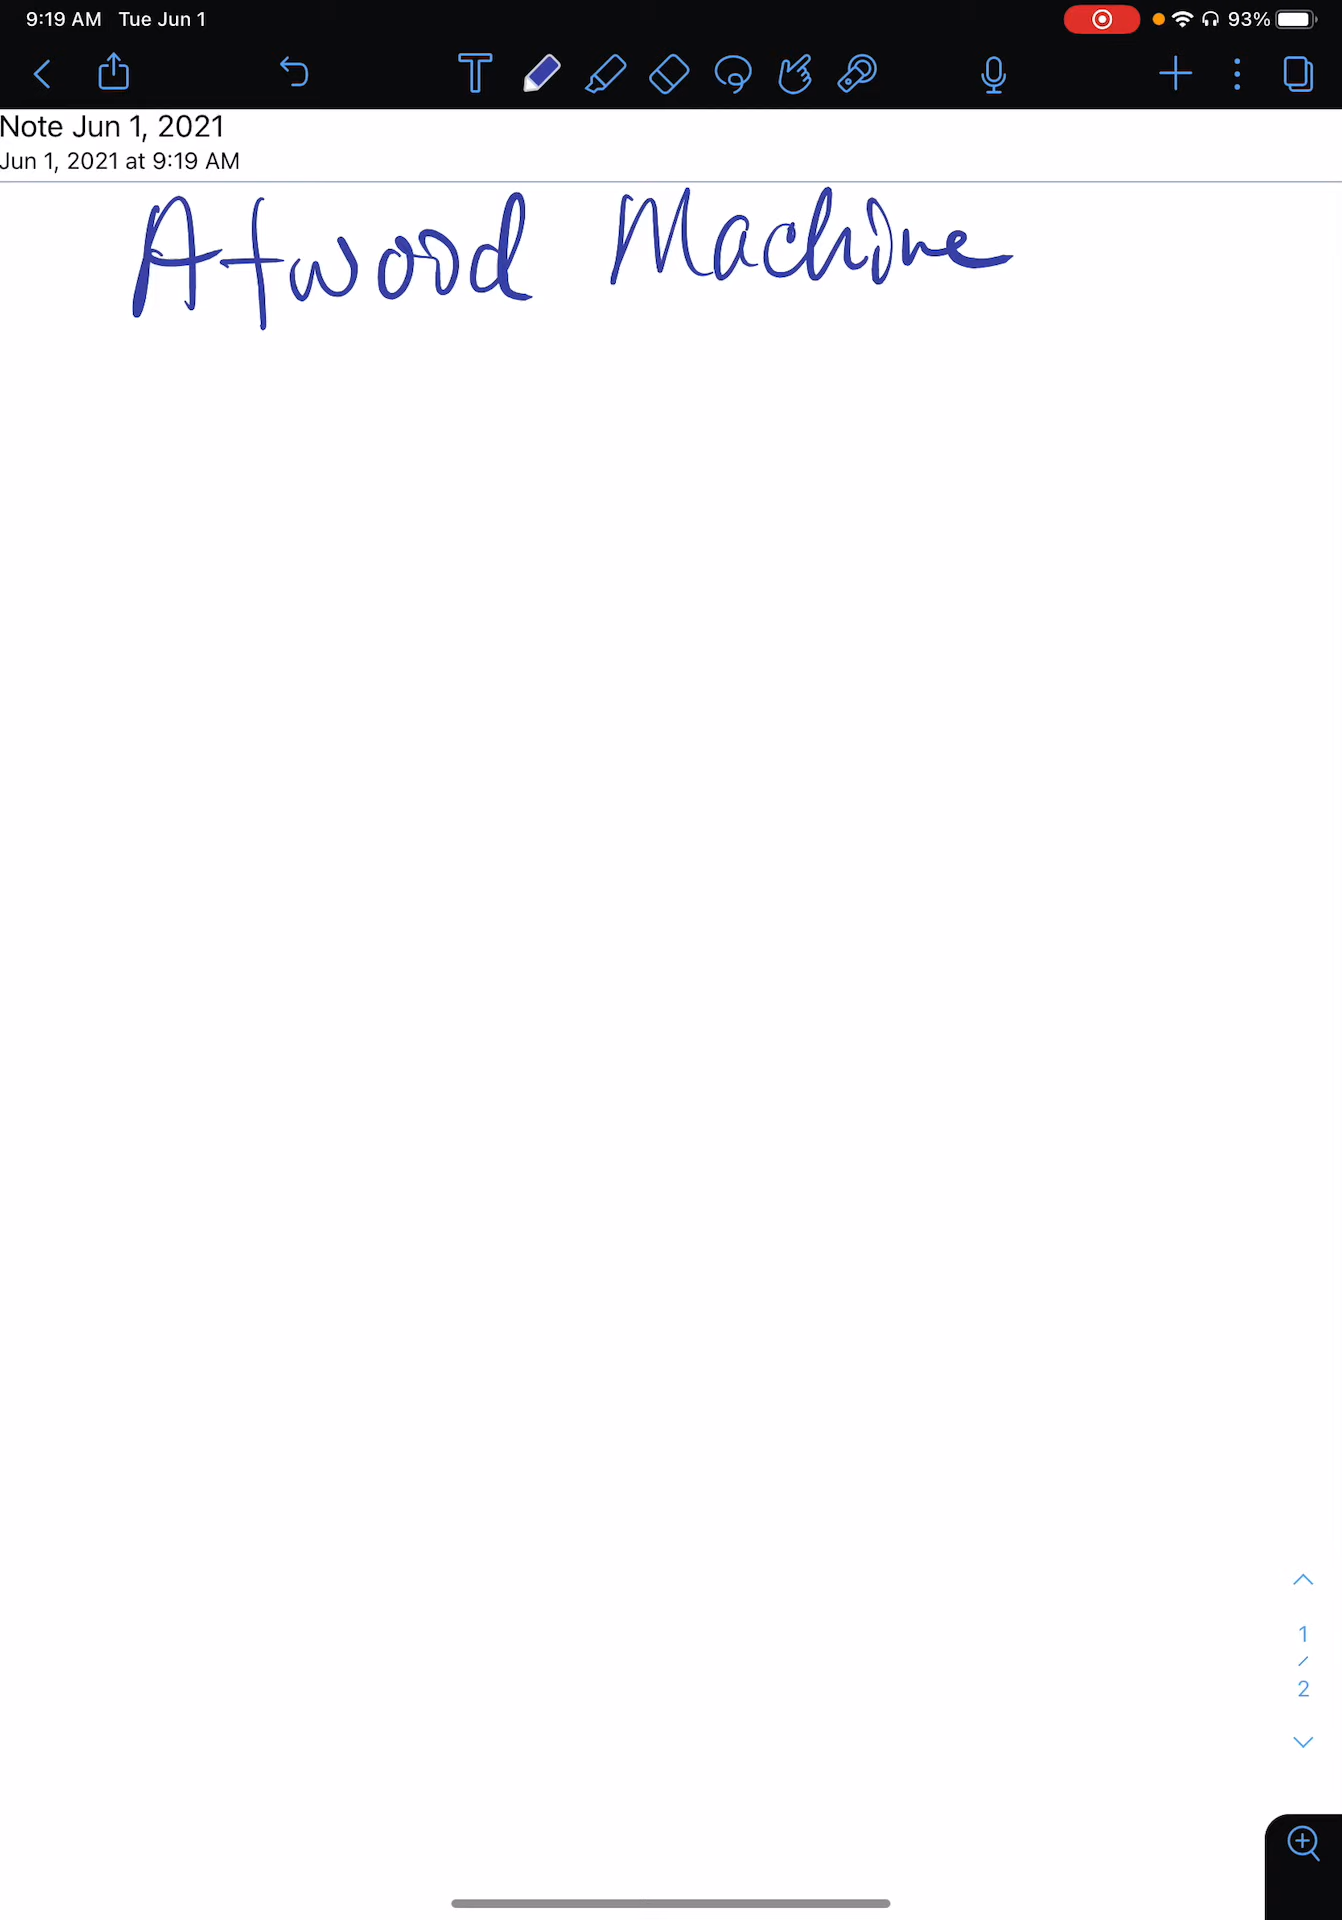 9:19 AM Tue Jun 1 93%
T
Note Jun 1, 2021
Jun 1, 2021 at 9:19 AM
Atwood Machine
1
/
2